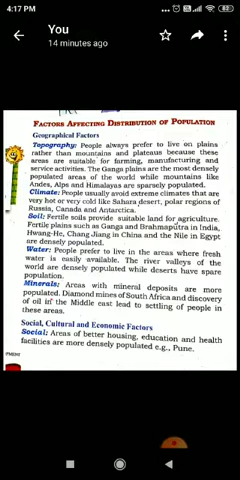 4:17 PM
You
14 minutes ago
FACTORS AFFECTING DISTRIBUTION OF POPULATION
Geographical Factors
Topography: People always prefer to live on plains
rather than mountains and plateaus because these
areas are suitable for farming, manufacturing and
service activities. The Ganga plains are the most densely
populated areas of the world while mountains like
Andes, Alps and Himalayas are sparsely populated.
Climate: People usually avoid extreme climates that are
very hot or very cold like Sahara desert, polar regions of
Russia, Canada and Antarctica.
Soil: Fertile soils provide suitable land for agriculture.
Fertile plains such as Ganga and Brahmaputra in India,
Hwang-He, Chang Jiang in China and the Nile in Egypt
are densely populated.
Water: People prefer to live in the areas where fresh
water is easily available. The river valleys of the
world are densely populated while deserts have spare
population.
Minerals: Areas with mineral deposits are more
populated. Diamond mines of South Africa and discovery
of oil in the Middle east lead to settling of people in
these areas.
Social, Cultural and Economic Factors
Social: Areas of better housing, education and health
facilities are more densely populated e.g., Pune.